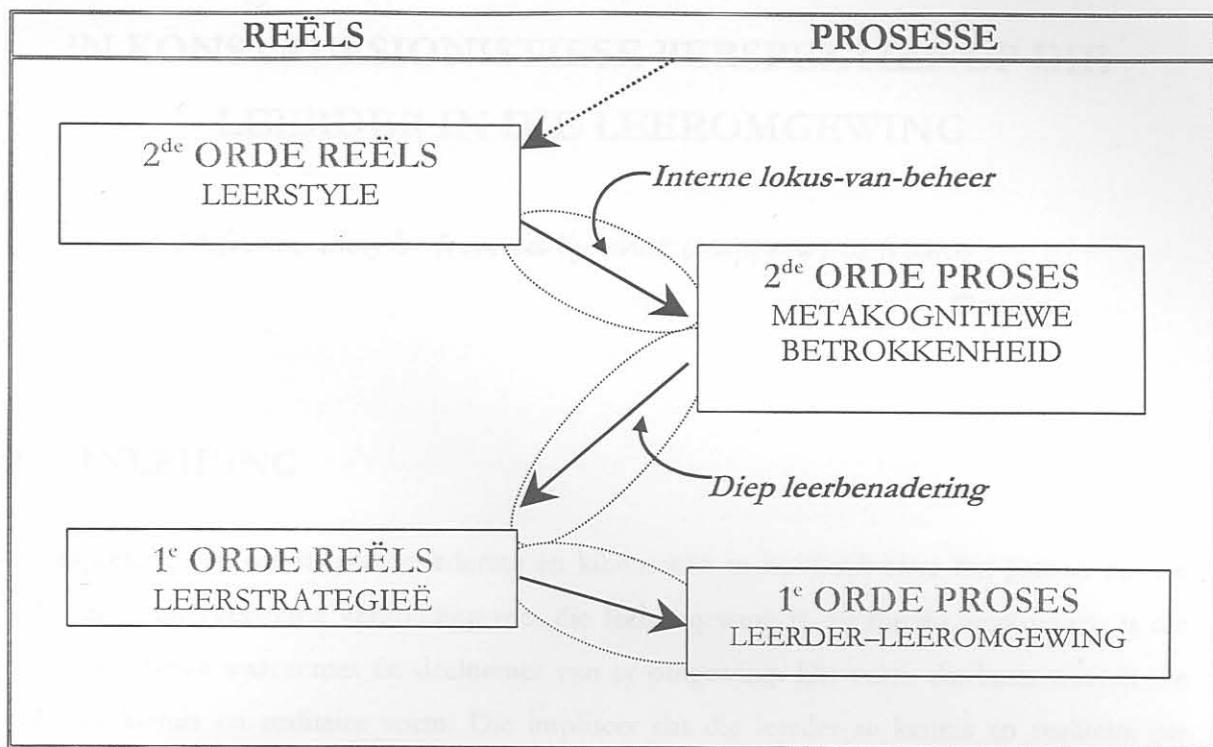 REËLS PROSESSE
2de ORDE REËLS
LEERSTYLE
Interne lokus-van-beheer
2de ORDE PROSES
METAKOGNITIEWE
BETROKKENHEID
Diep leerbenadering
1e ORDE REËLS
LEERSTRATEGIEË
1e ORDE PROSES
LEERDER–LEEROMGEWING